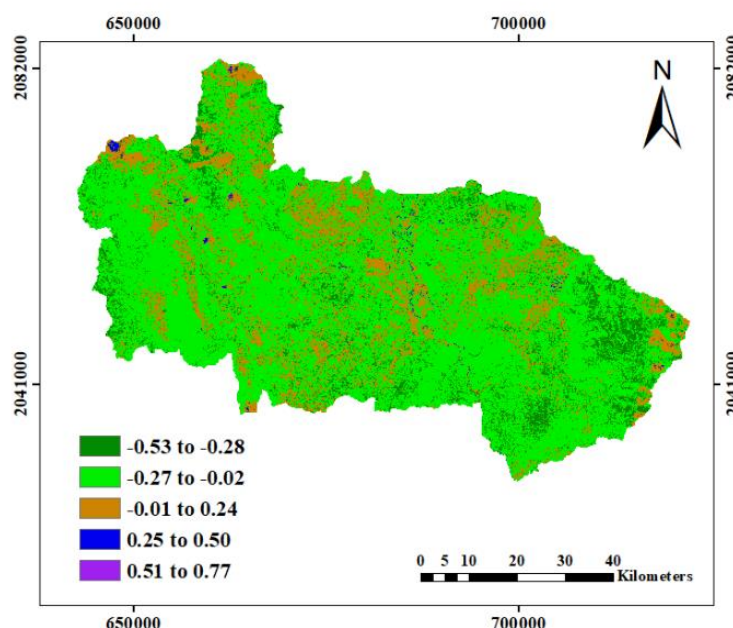 650000 700000
2082000 2082000
N
2041000 2041000
-0.53 to -0.28
-0.27 to -0.02
-0.01 to 0.24
0.25 to 0.50
0.51 to 0.77
0 5 10 20 30 40
Kilometers
650000 700000